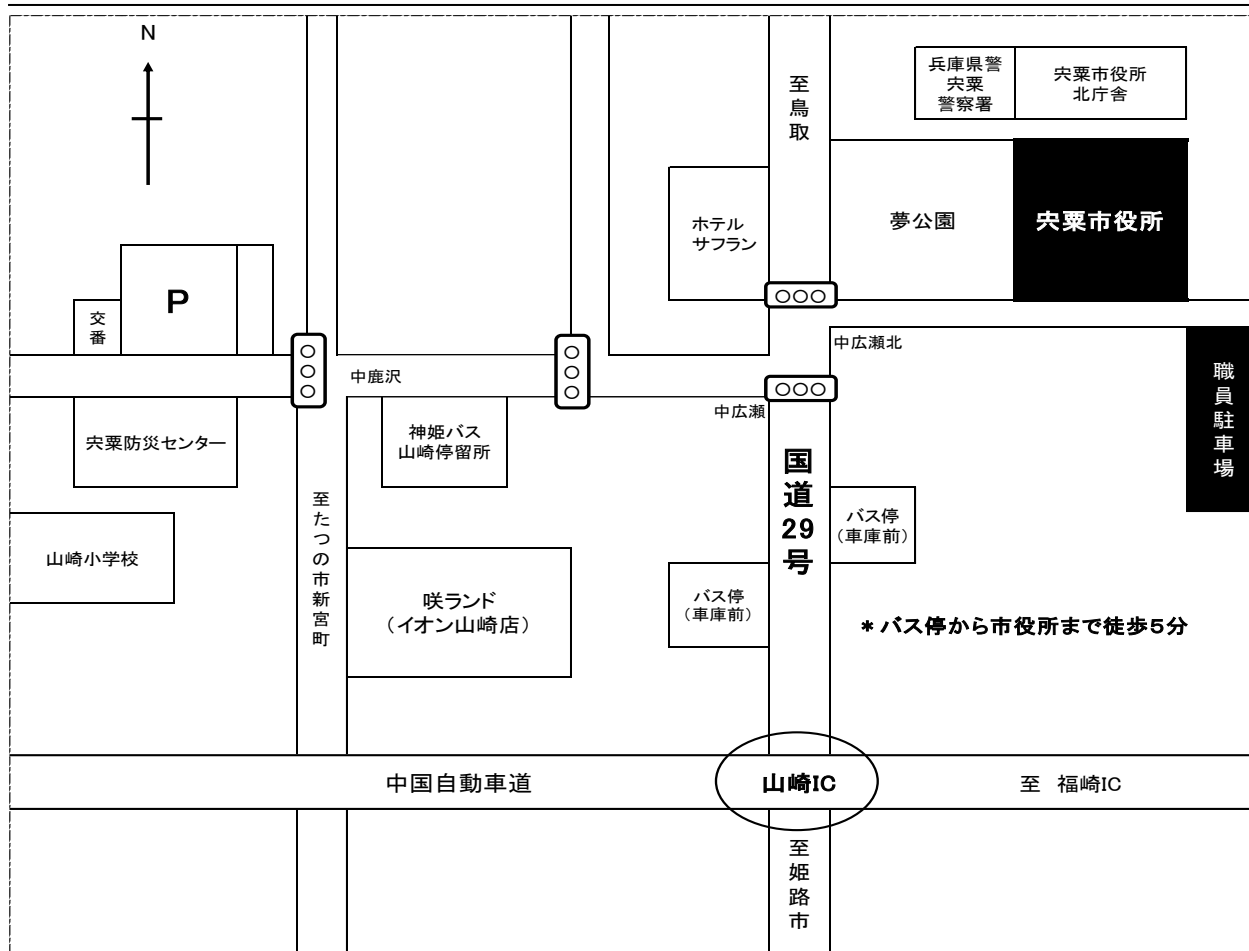 N
至鳥取
兵庫県警
宍粟
警察署
宍粟市役所
北庁舎
ホテル
サフラン
夢公園
宍粟市役所
P
交番
中広瀬北
中鹿沢
中広瀬
職員駐車場
宍粟防災センター
神姫バス
山崎停留所
国道29号
至たつの市新宮町
バス停
（車庫前）
山崎小学校
咲ランド
（イオン山崎店）
バス停
（車庫前）
＊バス停から市役所まで徒歩5分
中国自動車道
山崎IC
至 福崎IC
至姫路市